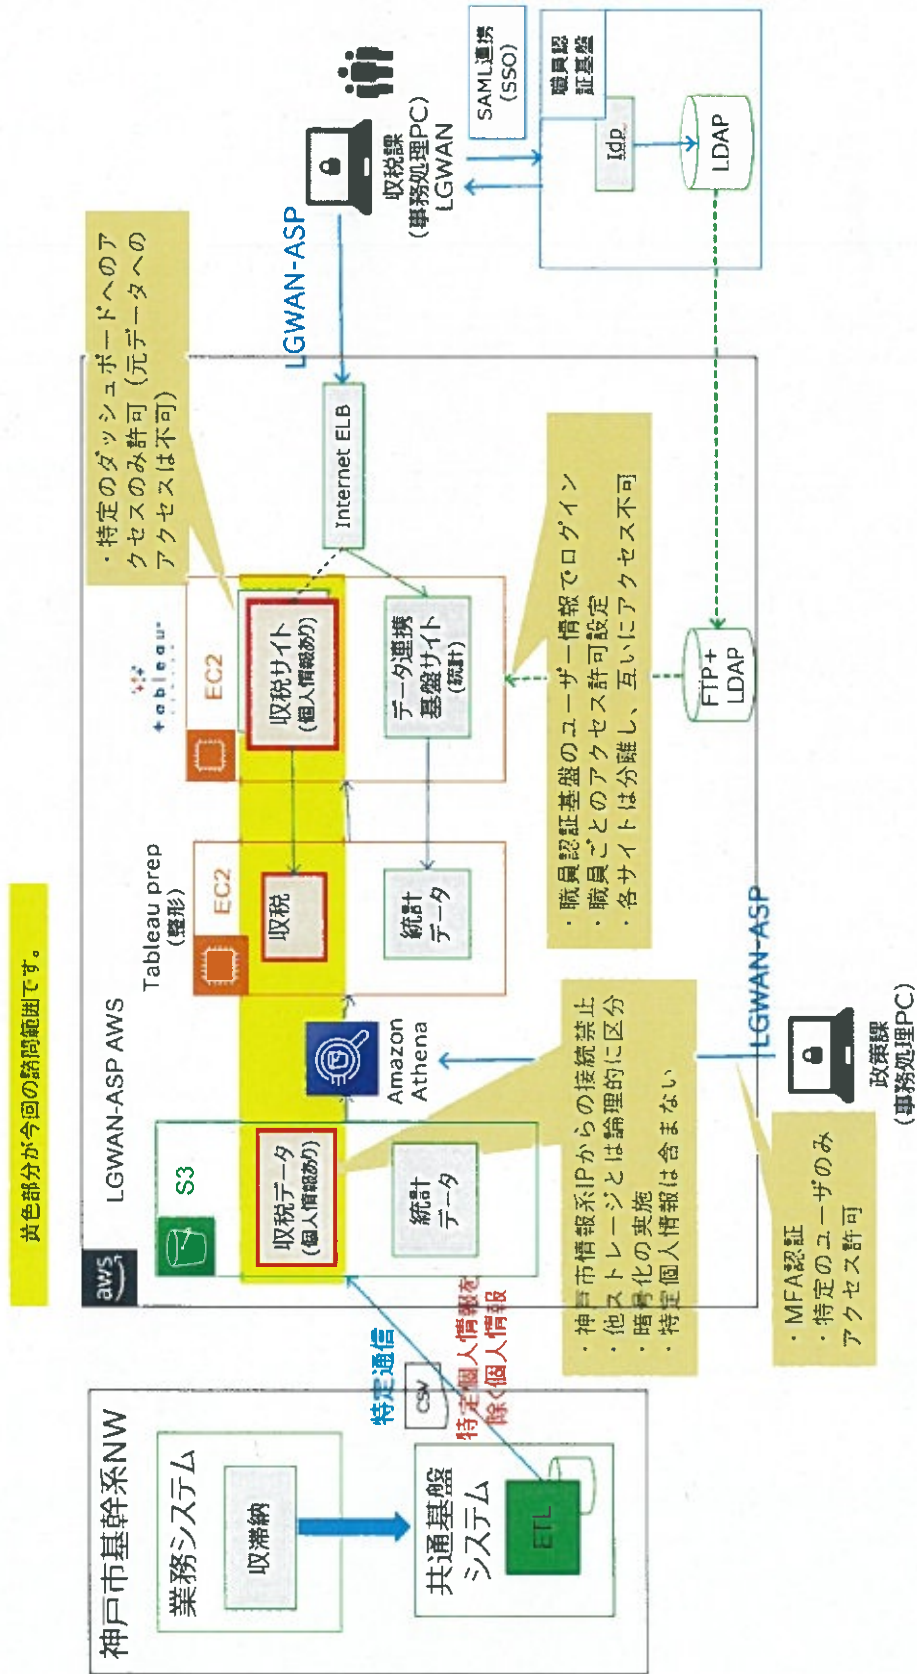 黄色部分が今回の諮問範囲です。
神戸市基幹系NW
業務システム
収滞納
共通基盤
システム
ETL
特定通信
CSV
特定個人情報を
除く個人情報
aws
LGWAN-ASP AWS
S3
収税データ
(個人情報あり)
統計
データ
Amazon
Athena
Tableau prep
(整形)
EC2
収税
統計
データ
tableau
EC2
収税サイト
(個人情報あり)
データ連携
基盤サイト
(統計)
Internet ELB
・特定のダッシュボードへのア
クセスのみ許可（元データへの
アクセスは不可）
LGWAN-ASP
収税課
(事務処理PC)
LGWAN
SAML連携
(SSO)
職員認
証基盤
Idp
LDAP
FTP+
LDAP
・職員認証基盤のユーザー情報でログイン
・職員ごとのアクセス許可設定
・各サイトは分離し、互いにアクセス不可
・神戸市情報系IPからの接続禁止
・他ストレージとは論理的に区分
・暗号化の実施
・特定個人情報は含まない
LGWAN-ASP
政策課
(事務処理PC)
・MFA認証
・特定のユーザのみ
アクセス許可